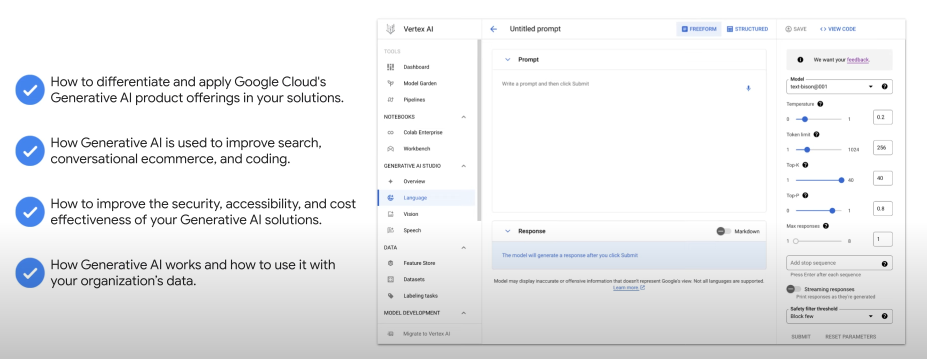 How to differentiate and apply Google Cloud's
Generative AI product offerings in your solutions.
How Generative AI is used to improve search,
conversational ecommerce, and coding.
How to improve the security, accessibility, and cost
effectiveness of your Generative AI solutions.
How Generative AI works and how to use it with
your organization's data.
Vertex AI
TOOLS
Dashboard
Model Garden
Pipelines
NOTEBOOKS
Colab Enterprise
Workbench
GENERATIVE AI STUDIO
Overview
Language
Vision
Speech
DATA
Feature Store
Datasets
Labeling tasks
MODEL DEVELOPMENT
Migrate to Vertex AI
Untitled prompt
FREEFORM
STRUCTURED
SAVE
<> VIEW CODE
Prompt
Write a prompt and then click Submit
Response
Markdown
The model will generate a response after you click Submit
Model may display inaccurate or offensive information that doesn't represent Google's view. Not all languages are supported.
Learn more
We want your feedback.
Model
text-bison@001
Temperature
0 1 0.2
Token limit
1 1024 256
Top-K
1 40 40
Top-P
0 1 0.8
Max responses
1 8 1
Add stop sequence
Press Enter after each sequence
Streaming responses
Print responses as they're generated
Safety filter threshold
Block few
SUBMIT RESET PARAMETERS